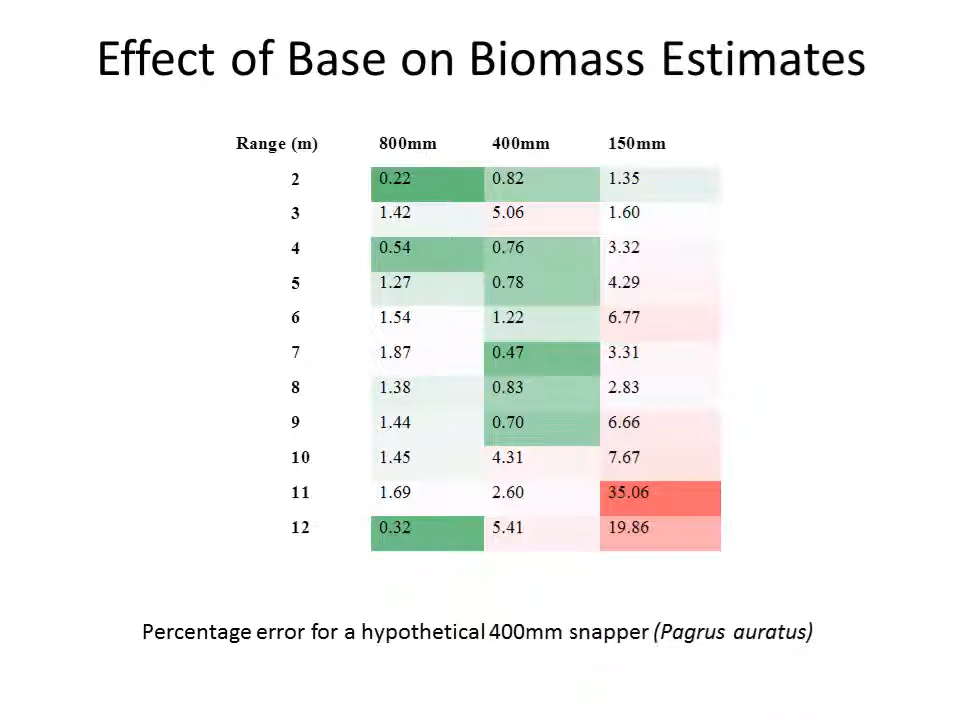 Effect of Base on Biomass Estimates
Range (m) 800mm 400mm 150mm
2 0.22 0.82 1.35
3 1.42 5.06 1.60
4 0.54 0.76 3.32
5 1.27 0.78 4.29
6 1.54 1.22 6.77
7 1.87 0.47 3.31
8 1.38 0.83 2.83
9 1.44 0.70 6.66
10 1.45 4.31 7.67
11 1.69 2.60 35.06
12 0.32 5.41 19.86
Percentage error for a hypothetical 400mm snapper (Pagrus auratus)